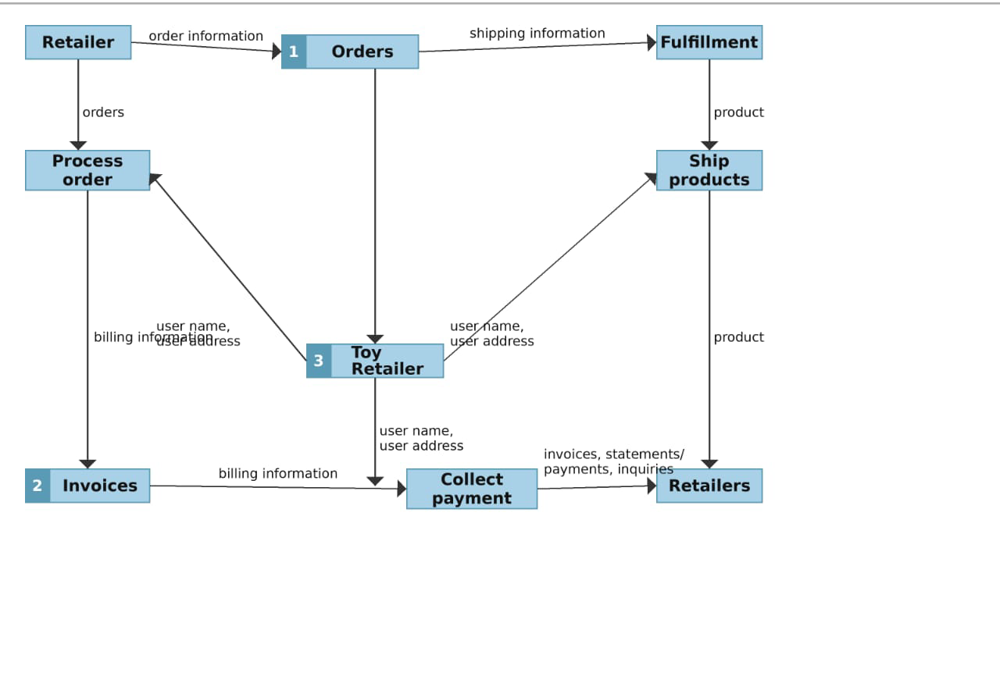 Retailer
order information
1
Orders
shipping information
Fulfillment
orders
product
Process
order
Ship
products
user name,
user address
billing information
user name,
user address
product
3
Toy
Retailer
user name,
user address
2
Invoices
billing information
Collect
payment
invoices, statements/
payments, inquiries
Retailers